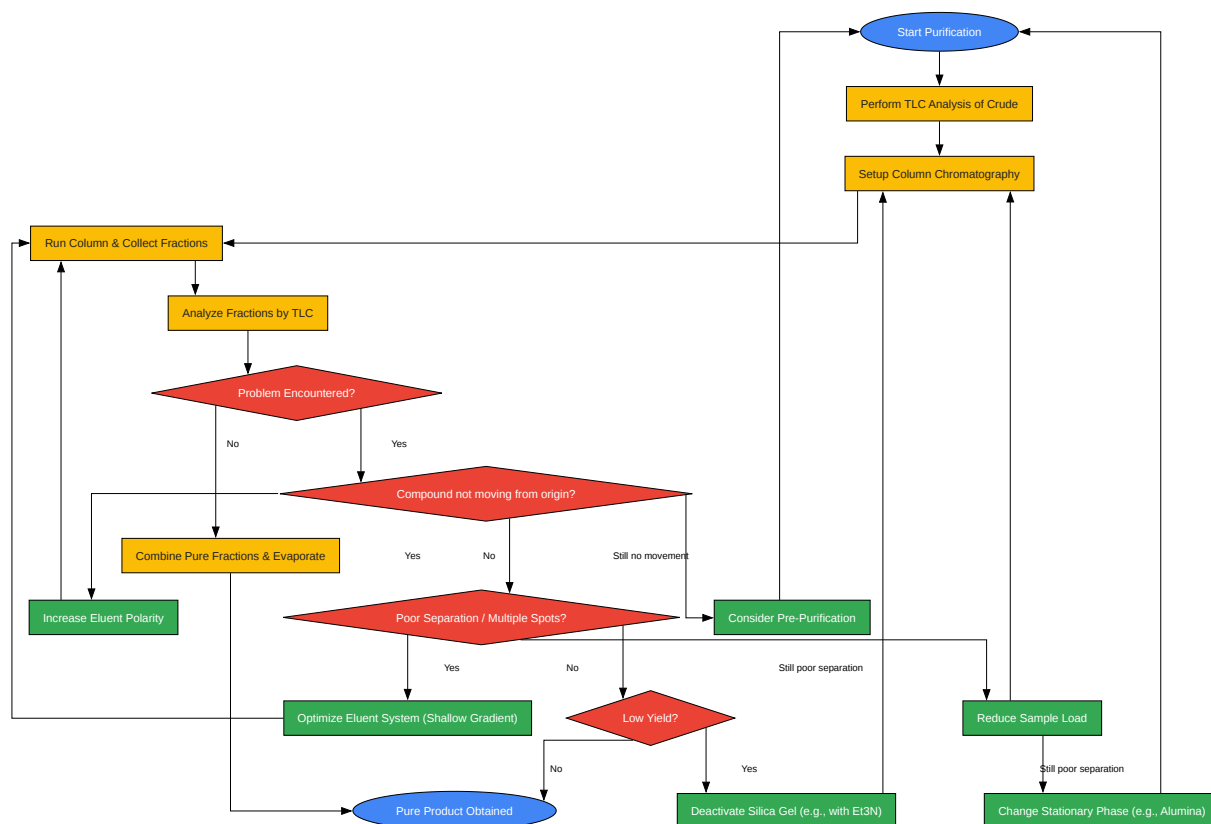 Start Purification
Perform TLC Analysis of Crude
Setup Column Chromatography
Run Column & Collect Fractions
Analyze Fractions by TLC
Problem Encountered?
No
Yes
Compound not moving from origin?
Combine Pure Fractions & Evaporate
Yes
No
Still no movement
Increase Eluent Polarity
Poor Separation / Multiple Spots?
Consider Pre-Purification
Yes
No
Still poor separation
Optimize Eluent System (Shallow Gradient)
Low Yield?
Reduce Sample Load
No
Yes
Still poor separation
Pure Product Obtained
Deactivate Silica Gel (e.g., with Et3N)
Change Stationary Phase (e.g., Alumina)